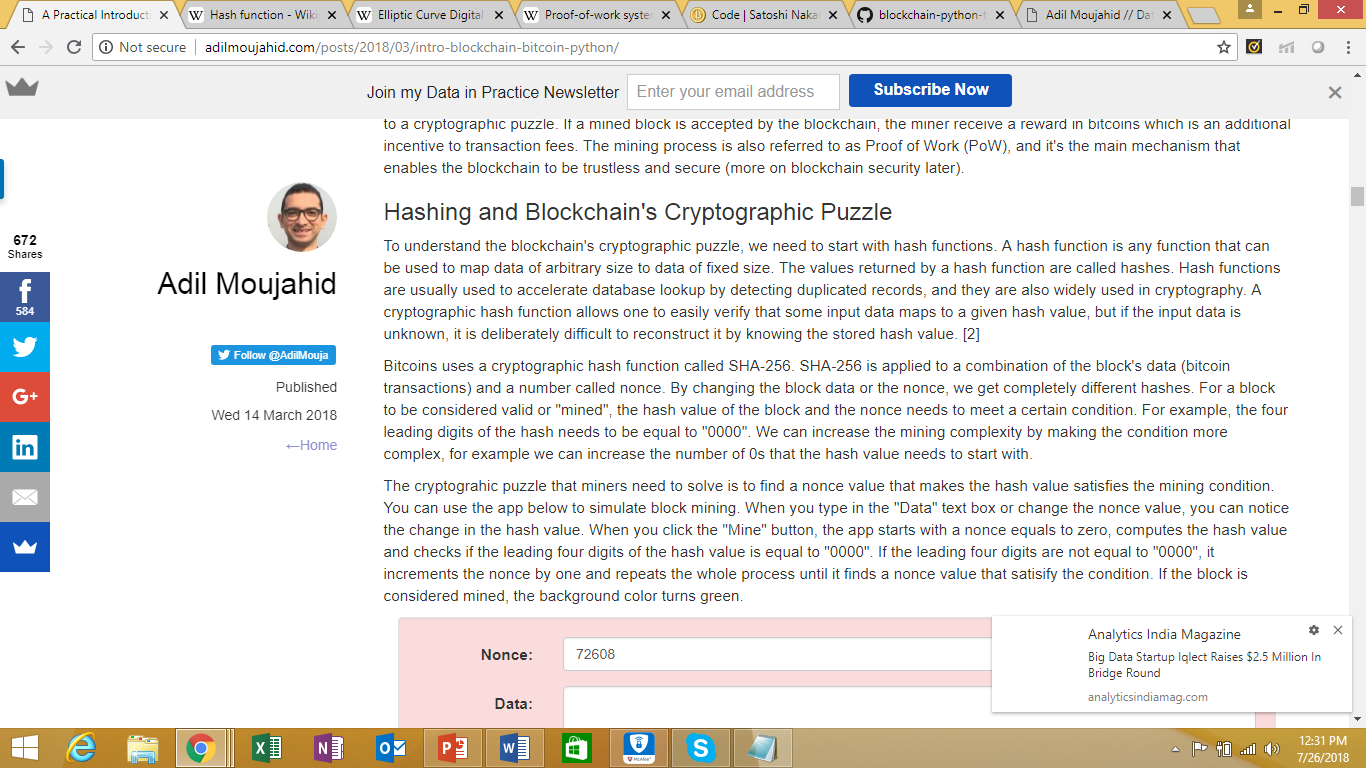 A Practical Introduct
Hash function - Wiki
Elliptic Curve Digital
Proof-of-work syste
Code | Satoshi Naka
blockchain-python-t
Adil Moujahid // Dat
Not secure | adilmoujahid.com/posts/2018/03/intro-blockchain-bitcoin-python/
Join my Data in Practice Newsletter
Enter your email address
Subscribe Now
to a cryptographic puzzle. If a mined block is accepted by the blockchain, the miner receive a reward in bitcoins which is an additional
incentive to transaction fees. The mining process is also referred to as Proof of Work (PoW), and it's the main mechanism that
enables the blockchain to be trustless and secure (more on blockchain security later).
672
Shares
584
G+
in
Adil Moujahid
Follow @AdilMouja
Published
Wed 14 March 2018
←Home
Hashing and Blockchain's Cryptographic Puzzle
To understand the blockchain's cryptographic puzzle, we need to start with hash functions. A hash function is any function that can
be used to map data of arbitrary size to data of fixed size. The values returned by a hash function are called hashes. Hash functions
are usually used to accelerate database lookup by detecting duplicated records, and they are also widely used in cryptography. A
cryptographic hash function allows one to easily verify that some input data maps to a given hash value, but if the input data is
unknown, it is deliberately difficult to reconstruct it by knowing the stored hash value. [2]
Bitcoins uses a cryptographic hash function called SHA-256. SHA-256 is applied to a combination of the block's data (bitcoin
transactions) and a number called nonce. By changing the block data or the nonce, we get completely different hashes. For a block
to be considered valid or "mined", the hash value of the block and the nonce needs to meet a certain condition. For example, the four
leading digits of the hash needs to be equal to "0000". We can increase the mining complexity by making the condition more
complex, for example we can increase the number of 0s that the hash value needs to start with.
The cryptograhic puzzle that miners need to solve is to find a nonce value that makes the hash value satisfies the mining condition.
You can use the app below to simulate block mining. When you type in the "Data" text box or change the nonce value, you can notice
the change in the hash value. When you click the "Mine" button, the app starts with a nonce equals to zero, computes the hash value
and checks if the leading four digits of the hash value is equal to "0000". If the leading four digits are not equal to "0000", it
increments the nonce by one and repeats the whole process until it finds a nonce value that satisify the condition. If the block is
considered mined, the background color turns green.
Nonce:
72608
Data:
Analytics India Magazine
Big Data Startup Iqlect Raises $2.5 Million In
Bridge Round
analyticsindiamag.com
12:31 PM
7/26/2018